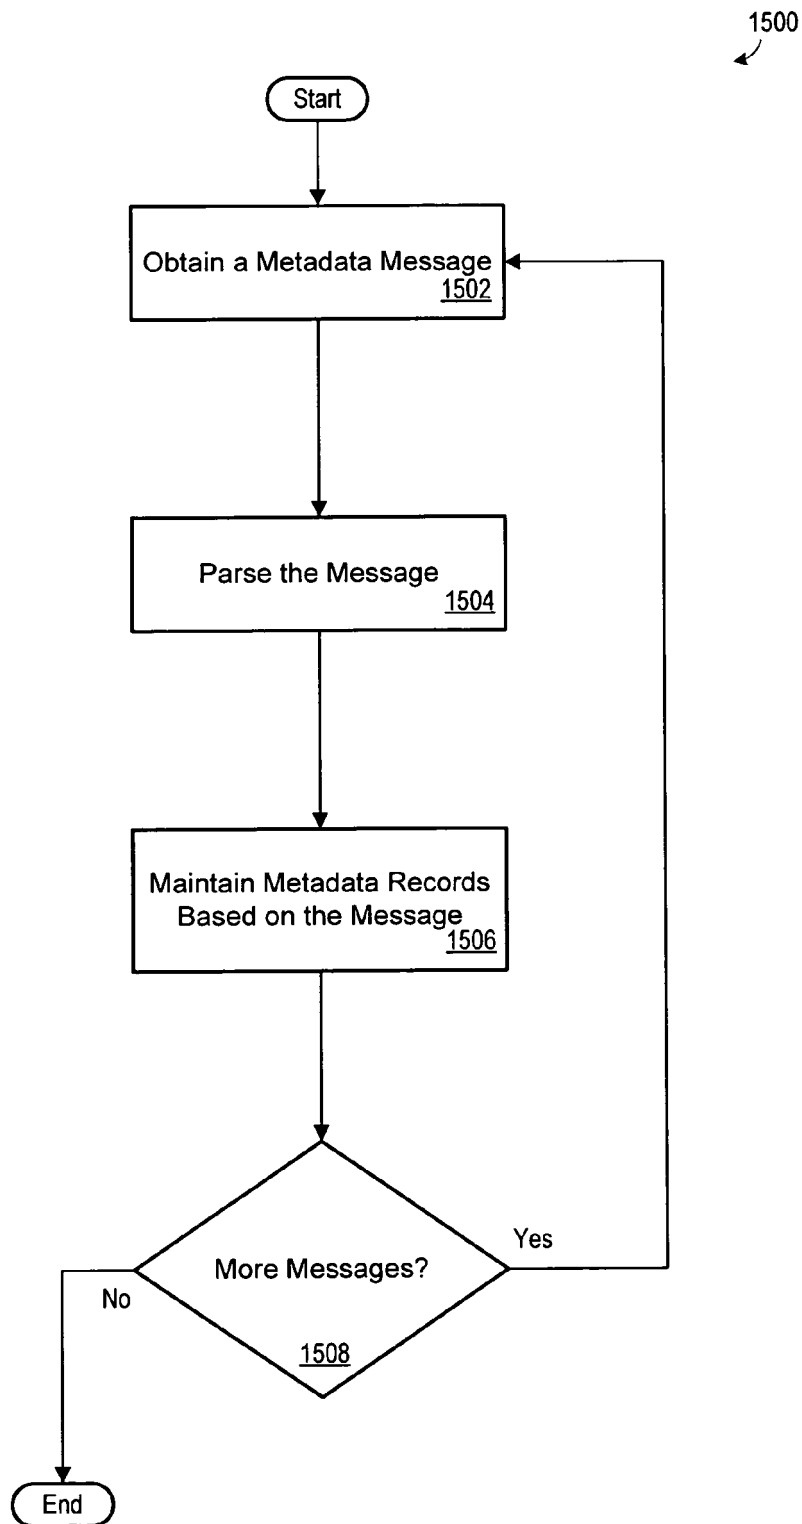 1500
Start
Obtain a Metadata Message
1502
Parse the Message
1504
Maintain Metadata Records
Based on the Message
1506
More Messages?
Yes
No
1508
End